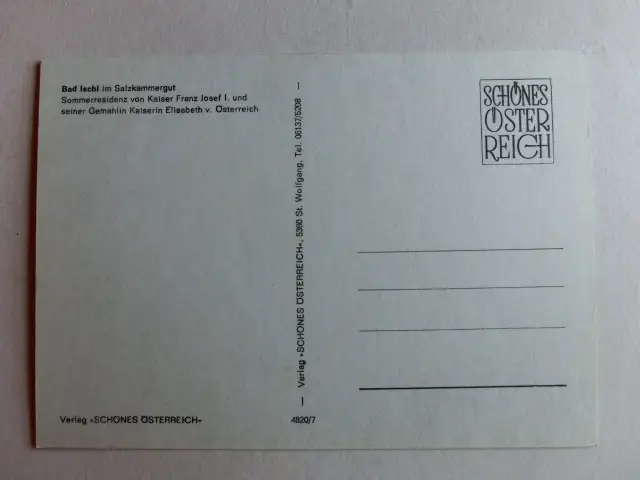 Bad Ischl im Salzkammergut
Sommerresidenz von Kaiser Franz Josef I. und
seiner Gemahlin Kaiserin Elisabeth v. Österreich
Verlag »SCHÖNES ÖSTERREICH«
— Verlag »SCHÖNES ÖSTERREICH«, 5360 St. Wolfgang, Tel. 06137/5208 —
4820/7
SCHÖNES
ÖSTER
REICH